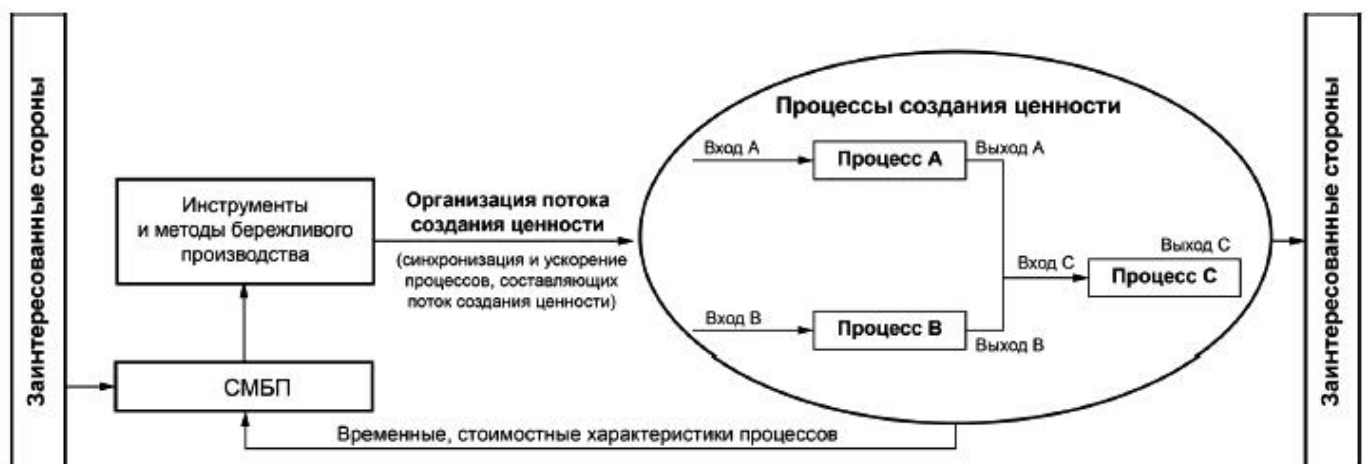 Заинтересованные стороны
Инструменты
и методы бережливого
производства
СМБП
Организация потока
создания ценности
(синхронизация и ускорение
процессов, составляющих
поток создания ценности)
Процессы создания ценности
Вход А
Процесс А
Выход А
Вход В
Процесс В
Выход В
Вход С
Процесс С
Выход С
Временные, стоимостные характеристики процессов
Заинтересованные стороны